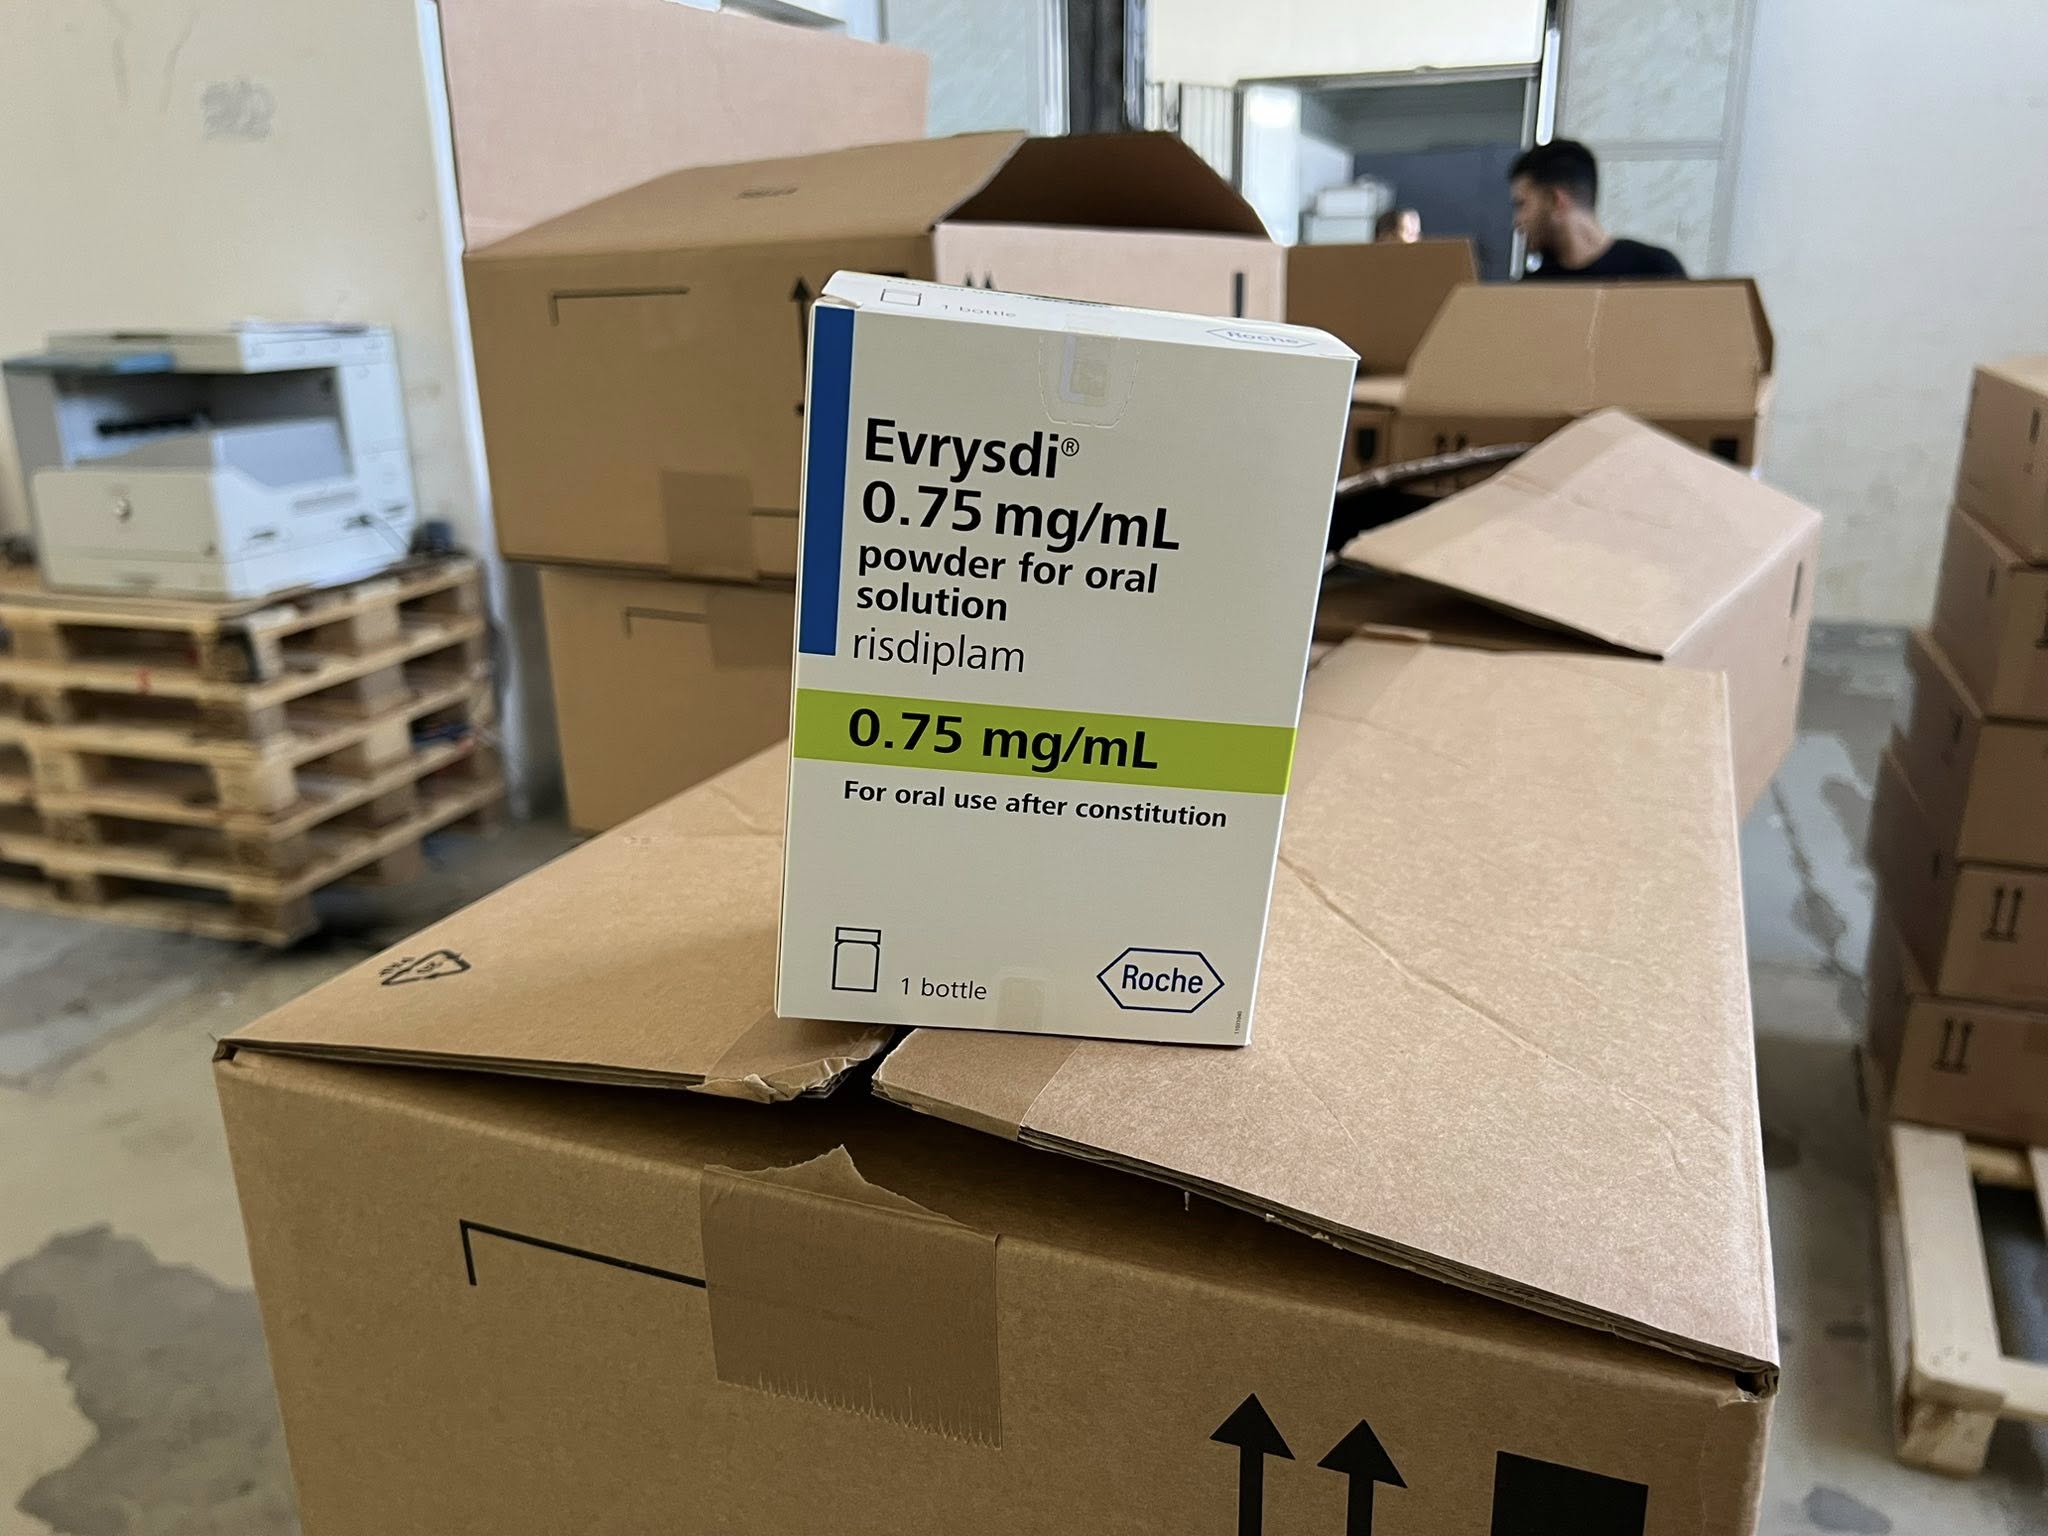 1 bottle
Roche
Evrysdi®
0.75 mg/mL
powder for oral
solution
risdiplam
0.75 mg/mL
For oral use after constitution
1 bottle
Roche